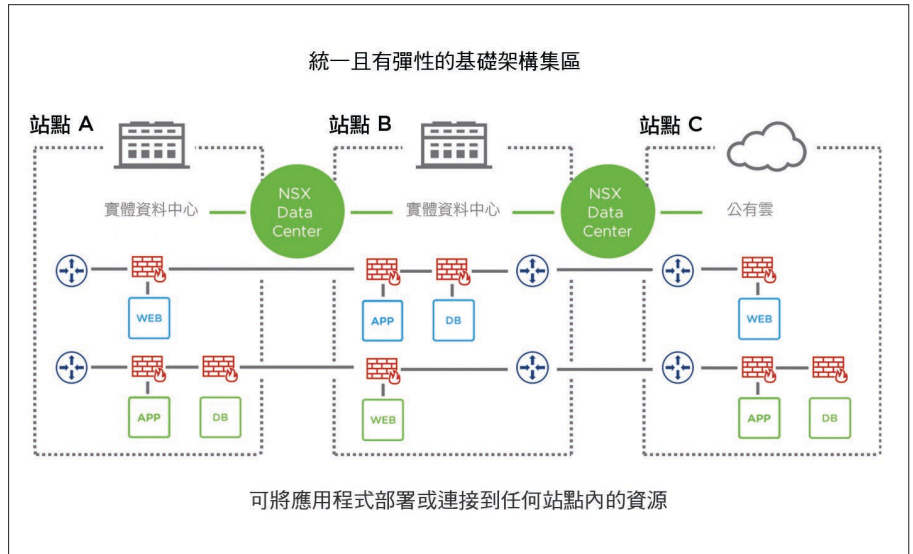 統一且有彈性的基礎架構集區
站點 A
站點 B
站點 C
實體資料中心
NSX
Data
Center
實體資料中心
NSX
Data
Center
公有雲
WEB
APP
DB
WEB
APP
DB
WEB
APP
DB
可將應用程式部署或連接到任何站點內的資源